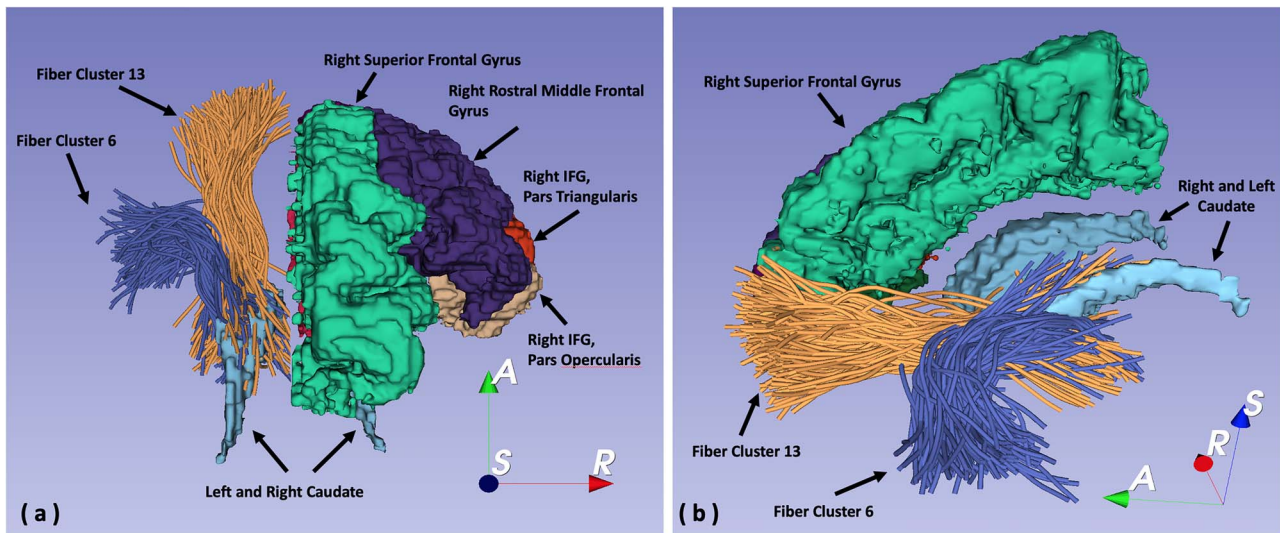 Right Superior Frontal Gyrus
Fiber Cluster 13
Right Rostral Middle Frontal
Gyrus
Fiber Cluster 6
Right IFG,
Pars Triangularis
Right IFG,
Pars Opercularis
A
S
R
Left and Right Caudate
( a )
Right Superior Frontal Gyrus
Right and Left
Caudate
Fiber Cluster 13
S
R
A
Fiber Cluster 6
( b )